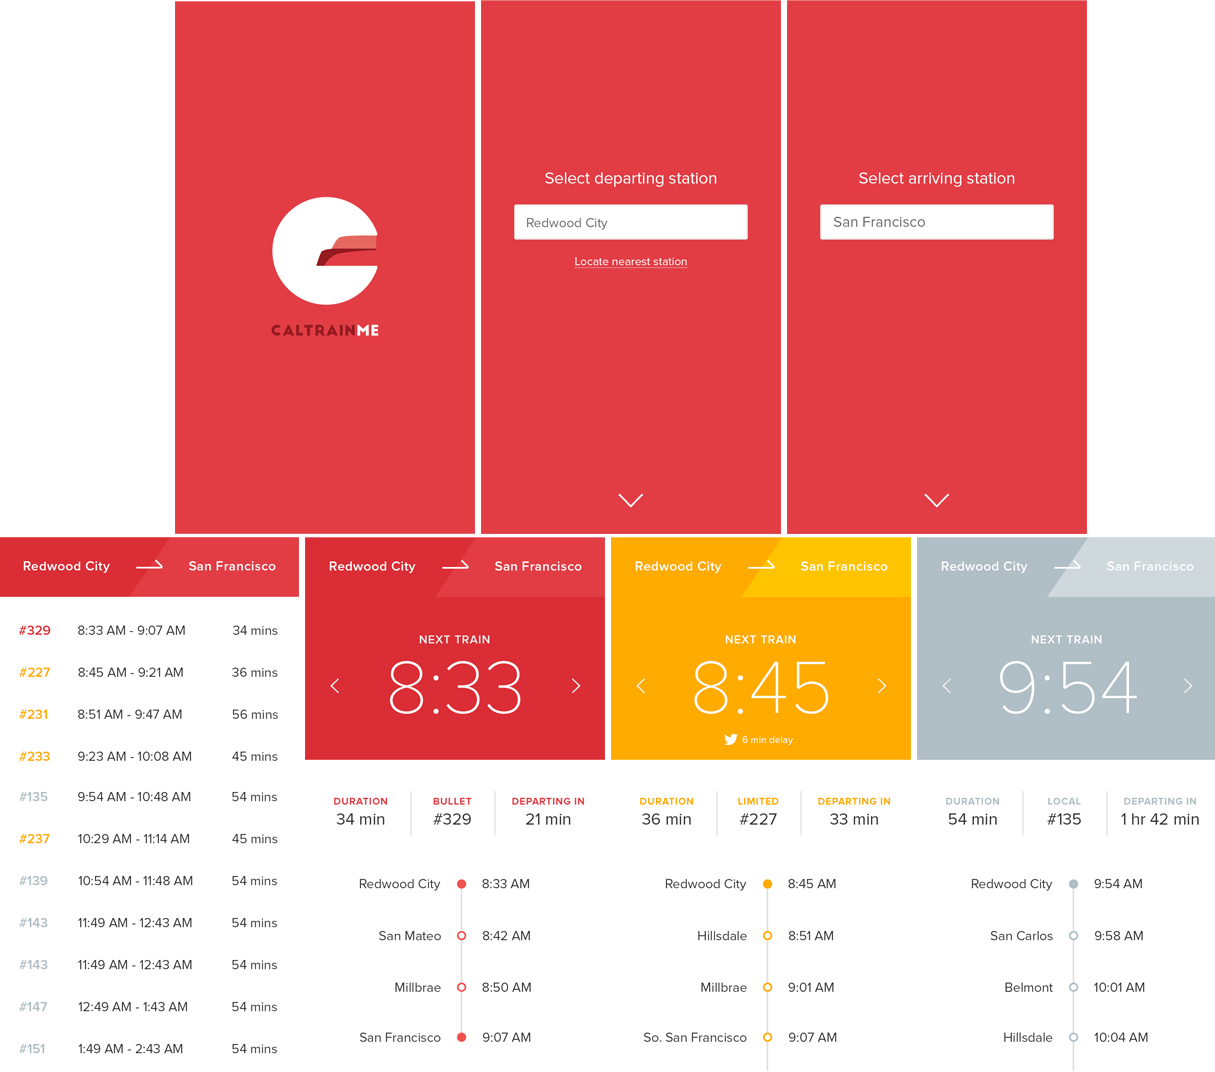 CALTRAINME
Select departing station
Redwood City
Locate nearest station
Select arriving station
San Francisco
Redwood City San Francisco
#329 8:33 AM - 9:07 AM 34 mins
#227 8:45 AM - 9:21 AM 36 mins
#231 8:51 AM - 9:47 AM 56 mins
#233 9:23 AM - 10:08 AM 45 mins
#135 9:54 AM - 10:48 AM 54 mins
#237 10:29 AM - 11:14 AM 45 mins
#139 10:54 AM - 11:48 AM 54 mins
#143 11:49 AM - 12:43 AM 54 mins
#143 11:49 AM - 12:43 AM 54 mins
#147 12:49 AM - 1:43 AM 54 mins
#151 1:49 AM - 2:43 AM 54 mins
Redwood City San Francisco
NEXT TRAIN
8:33
DURATION BULLET DEPARTING IN
34 min #329 21 min
Redwood City 8:33 AM
San Mateo 8:42 AM
Millbrae 8:50 AM
San Francisco 9:07 AM
Redwood City San Francisco
NEXT TRAIN
8:45
6 min delay
DURATION LIMITED DEPARTING IN
36 min #227 33 min
Redwood City 8:45 AM
Hillsdale 8:51 AM
Millbrae 9:01 AM
So. San Francisco 9:07 AM
Redwood City San Francisco
NEXT TRAIN
9:54
DURATION LOCAL DEPARTING IN
54 min #135 1 hr 42 min
Redwood City 9:54 AM
San Carlos 9:58 AM
Belmont 10:01 AM
Hillsdale 10:04 AM